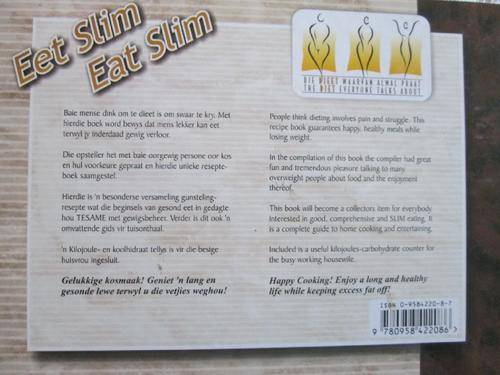 Eet Slim
Eat Slim
DIE DIEET WAARVAN ALMAL PRAAT
THE DIET EVERYONE TALKS ABOUT
Baie mense dink om te dieet is om swaar te kry. Met
hierdie boek word bewys dat mens lekker kan eet
terwyl jy inderdaad gewig verloor.
Die opsteller het met baie oorgewig persone oor kos
en hul voorkeure gepraat en hierdie unieke resepte-
boek saamgestel.
Hierdie is 'n besonderse versameling gunsteling-
resepte wat die beginsels van gesond eet in gedagte
hou TESAME met gewigsbeheer. Verder is dit ook 'n
omvattende gids vir tuisonthaal.
'n Kilojoule- en koolhidraat tellys is vir die besige
huisvrou ingesluit.
Gelukkige kosmaak! Geniet 'n lang en
gesonde lewe terwyl u die vetjies weghou!
People think dieting involves pain and struggle. This
recipe book guarantees happy, healthy meals while
losing weight.
In the compilation of this book the compiler had great
fun and tremendous pleasure talking to many
overweight people about food and the enjoyment
thereof.
This book will become a collectors item for everybody
interested in good, comprehensive and SLIM eating. It
is a complete guide to home cooking and entertaining.
Included is a useful kilojoules-carbohydrate counter for
the busy working housewife.
Happy Cooking! Enjoy a long and healthy
life while keeping excess fat off!
ISBN 0-9584220-8-7
9 780958 422086 >